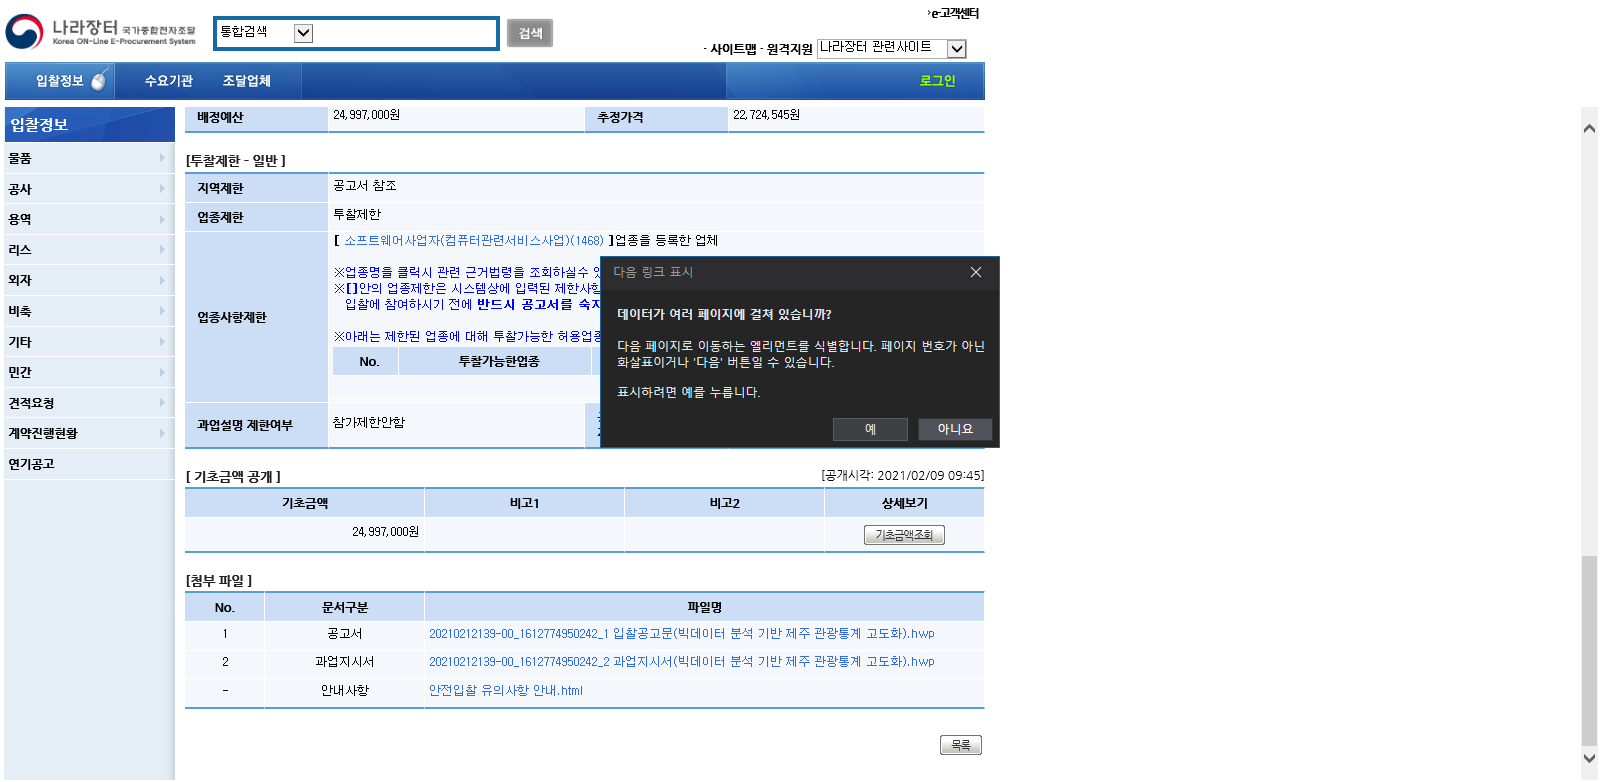 › e-고객센터
나라장터 국가종합전자조달
Korea ON-Line E-Procurement System
통합검색
검색
- 사이트맵 - 원격지원
나라장터 관련사이트
입찰정보
수요기관
조달업체
로그인
입찰정보
물품
공사
용역
리스
외자
비축
기타
민간
견적요청
계약진행현황
연기공고
배정예산
24,997,000원
추정가격
22,724,545원
[투찰제한 - 일반 ]
지역제한
공고서 참조
업종제한
투찰제한
업종사항제한
[ 소프트웨어사업자(컴퓨터관련서비스사업)(1468) ]업종을 등록한 업체
※업종명을 클릭시 관련 근거법령을 조회하실수
※[]안의 업종제한은 시스템상에 입력된 제한사항
입찰에 참여하시기 전에 반드시 공고서를 숙지
※아래는 제한된 업종에 대해 투찰가능한 허용업종
No.
투찰가능한업종
과업설명 제한여부
참가제한안함
다음 링크 표시
데이터가 여러 페이지에 걸쳐 있습니까?
다음 페이지로 이동하는 엘리먼트를 식별합니다. 페이지 번호가 아닌
화살표이거나 '다음' 버튼일 수 있습니다.
표시하려면 예를 누릅니다.
예
아니요
[ 기초금액 공개 ]
[공개시각: 2021/02/09 09:45]
기초금액
비고1
비고2
상세보기
24,997,000원
기초금액조회
[첨부 파일 ]
No.
문서구분
파일명
1
공고서
20210212139-00_1612774950242_1 입찰공고문(빅데이터 분석 기반 제주 관광통계 고도화).hwp
2
과업지시서
20210212139-00_1612774950242_2 과업지시서(빅데이터 분석 기반 제주 관광통계 고도화).hwp
-
안내사항
안전입찰 유의사항 안내.html
목록